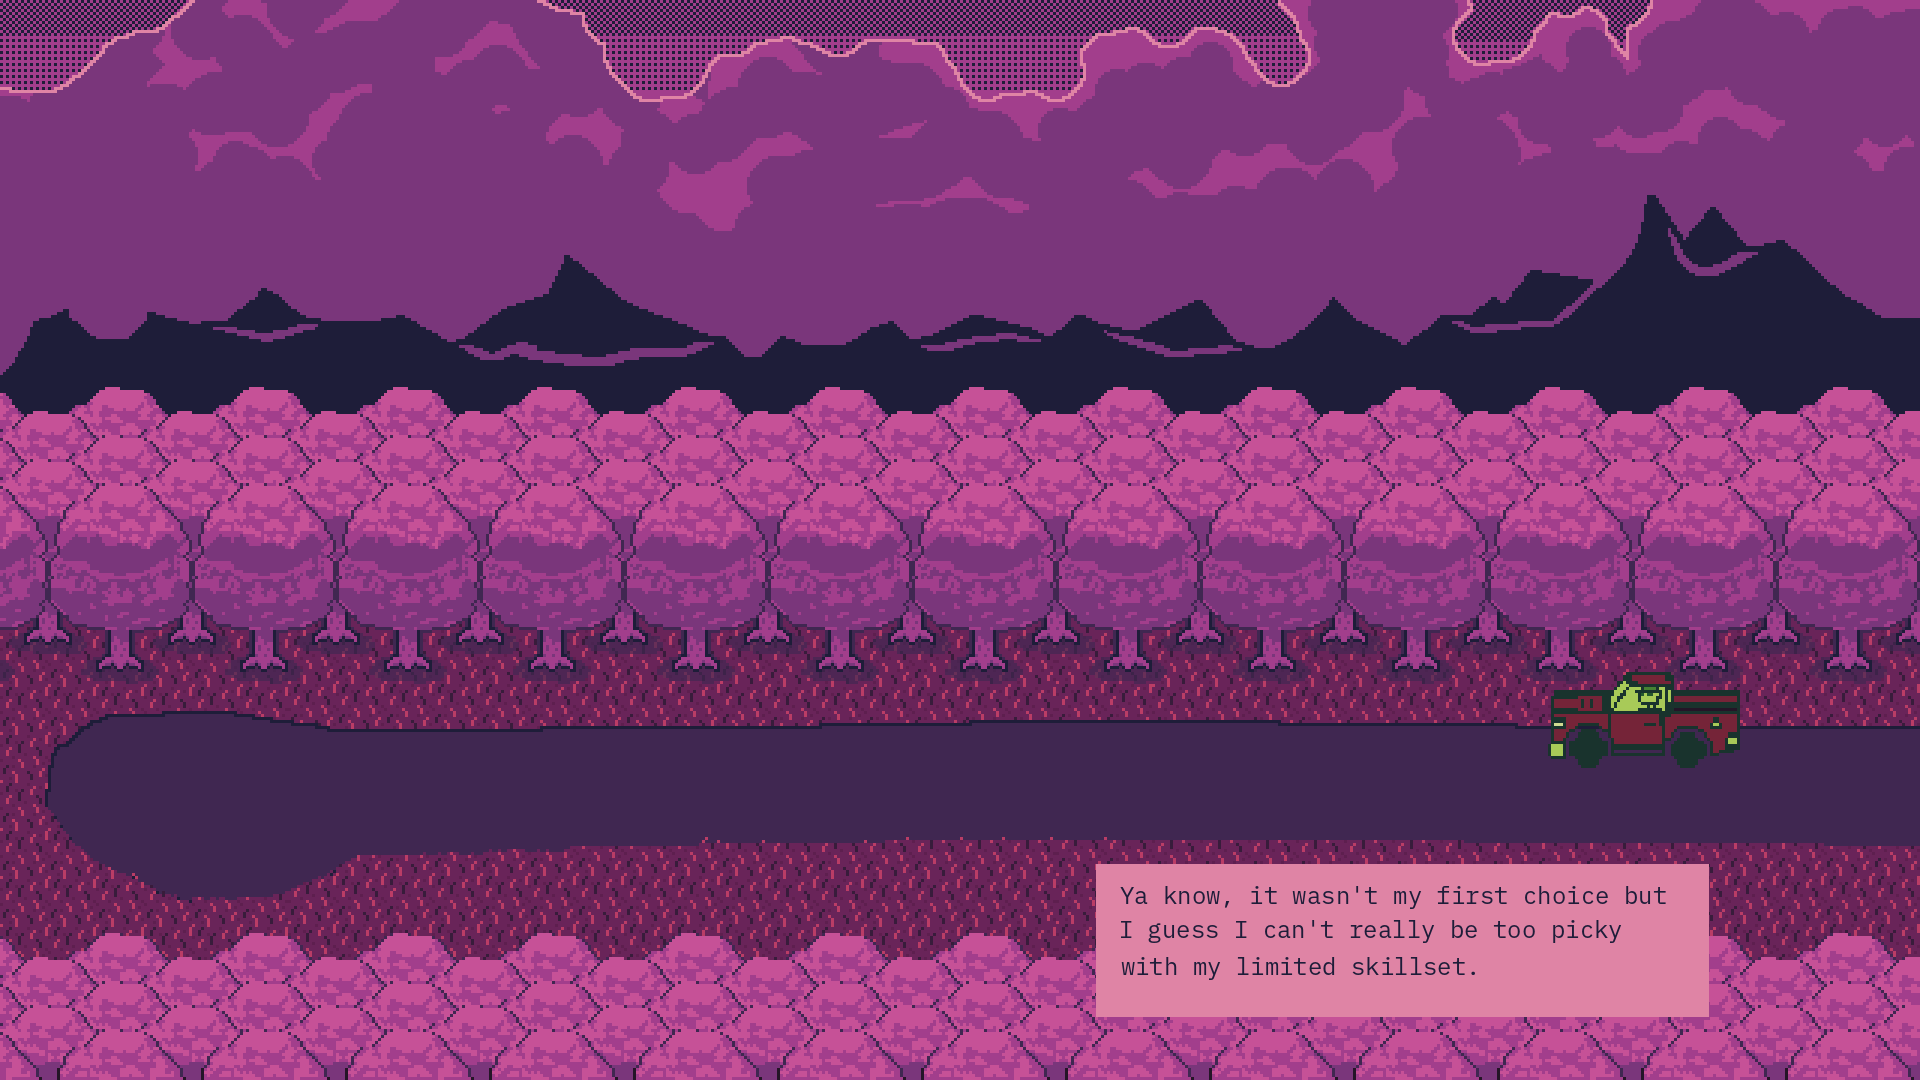 Ya know, it wasn't my first choice but
I guess I can't really be too picky
with my limited skillset.